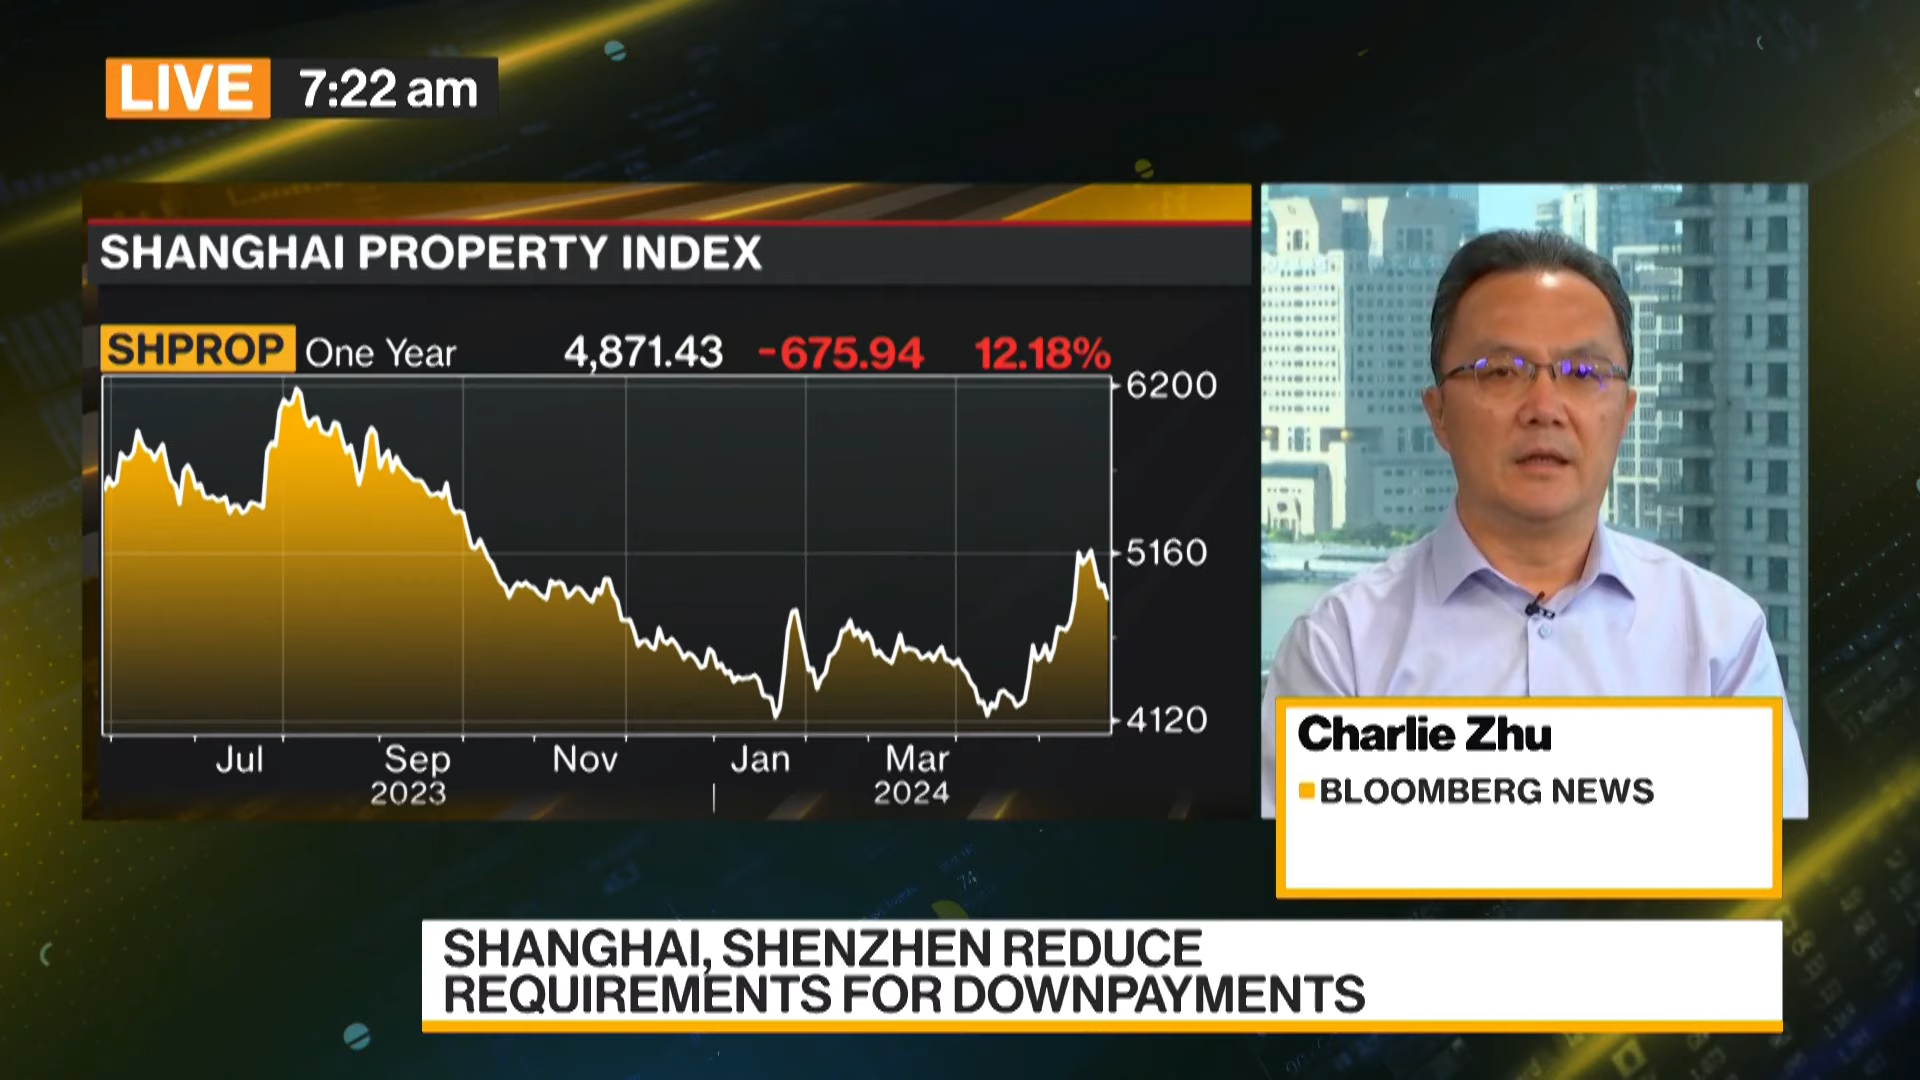 LIVE 7:22 am
SHANGHAI PROPERTY INDEX
SHPROP One Year 4,871.43 -675.94 12.18%
6200
5160
4120
Jul Sep Nov Jan Mar
2023 2024
Charlie Zhu
BLOOMBERG NEWS
SHANGHAI, SHENZHEN REDUCE
REQUIREMENTS FOR DOWNPAYMENTS